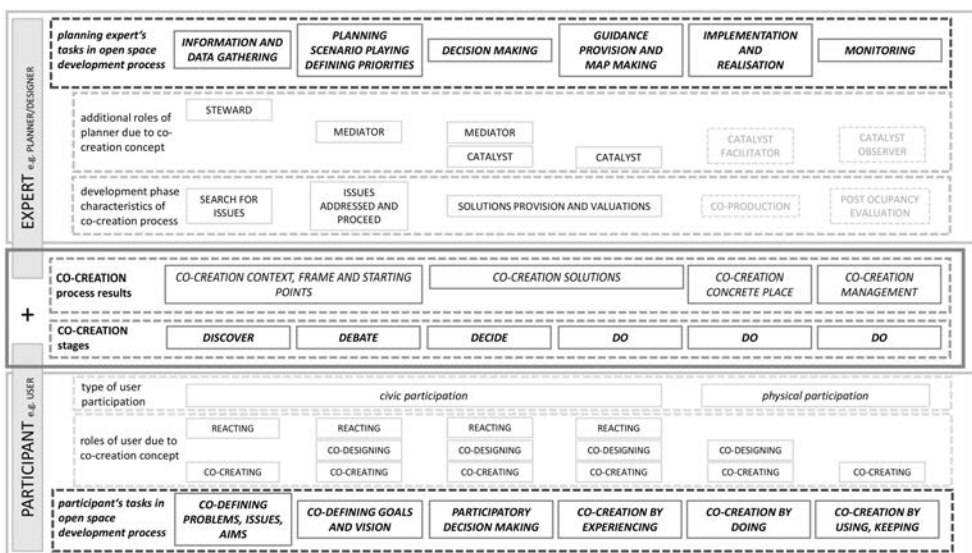 EXPERT e.g. PLANNER/DESIGNER
planning expert's
tasks in open space
development process
INFORMATION AND
DATA GATHERING
PLANNING
SCENARIO PLAYING
DEFINING PRIORITIES
DECISION MAKING
GUIDANCE
PROVISION AND
MAP MAKING
IMPLEMENTATION
AND
REALISATION
MONITORING
additional roles of
planner due to co-
creation concept
STEWARD
MEDIATOR
MEDIATOR
CATALYST
CATALYST
CATALYST
FACILITATOR
CATALYST
OBSERVER
development phase
characteristics of
co-creation process
SEARCH FOR
ISSUES
ISSUES
ADDRESSED AND
PROCEED
SOLUTIONS PROVISION AND VALUATIONS
CO-PRODUCTION
POST OCUPANCY
EVALUATION
+
CO-CREATION
process results
CO-CREATION CONTEXT, FRAME AND STARTING
POINTS
CO-CREATION SOLUTIONS
CO-CREATION
CONCRETE PLACE
CO-CREATION
MANAGEMENT
CO-CREATION
stages
DISCOVER
DEBATE
DECIDE
DO
DO
DO
PARTICIPANT e.g. USER
type of user
participation
civic participation
physical participation
roles of user due to
co-creation concept
REACTING
REACTING
REACTING
REACTING
CO-DESIGNING
CO-DESIGNING
CO-DESIGNING
CO-DESIGNING
CO-CREATING
CO-CREATING
CO-CREATING
CO-CREATING
CO-CREATING
CO-CREATING
participant's tasks in
open space
development process
CO-DEFINING
PROBLEMS, ISSUES,
AIMS
CO-DEFINING GOALS
AND VISION
PARTICIPATORY
DECISION MAKING
CO-CREATION BY
EXPERIENCING
CO-CREATION BY
DOING
CO-CREATION BY
USING, KEEPING